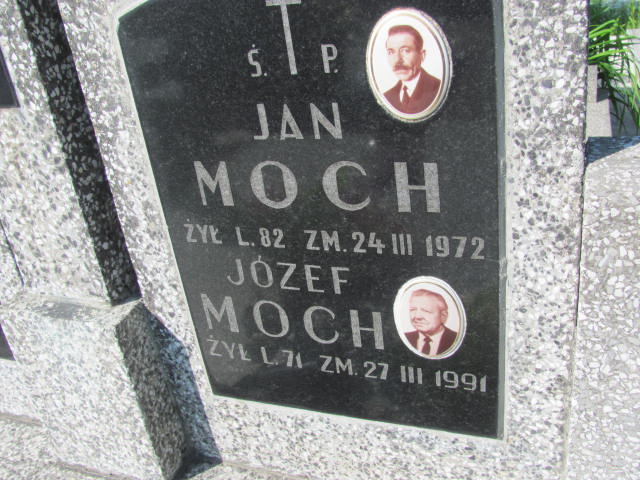 Ś. P.
JAN
MOCH
ŻYŁ L. 82 ZM. 24 III 1972
JÓZEF
MOCH
ŻYŁ L. 71 ZM. 27 III 1991